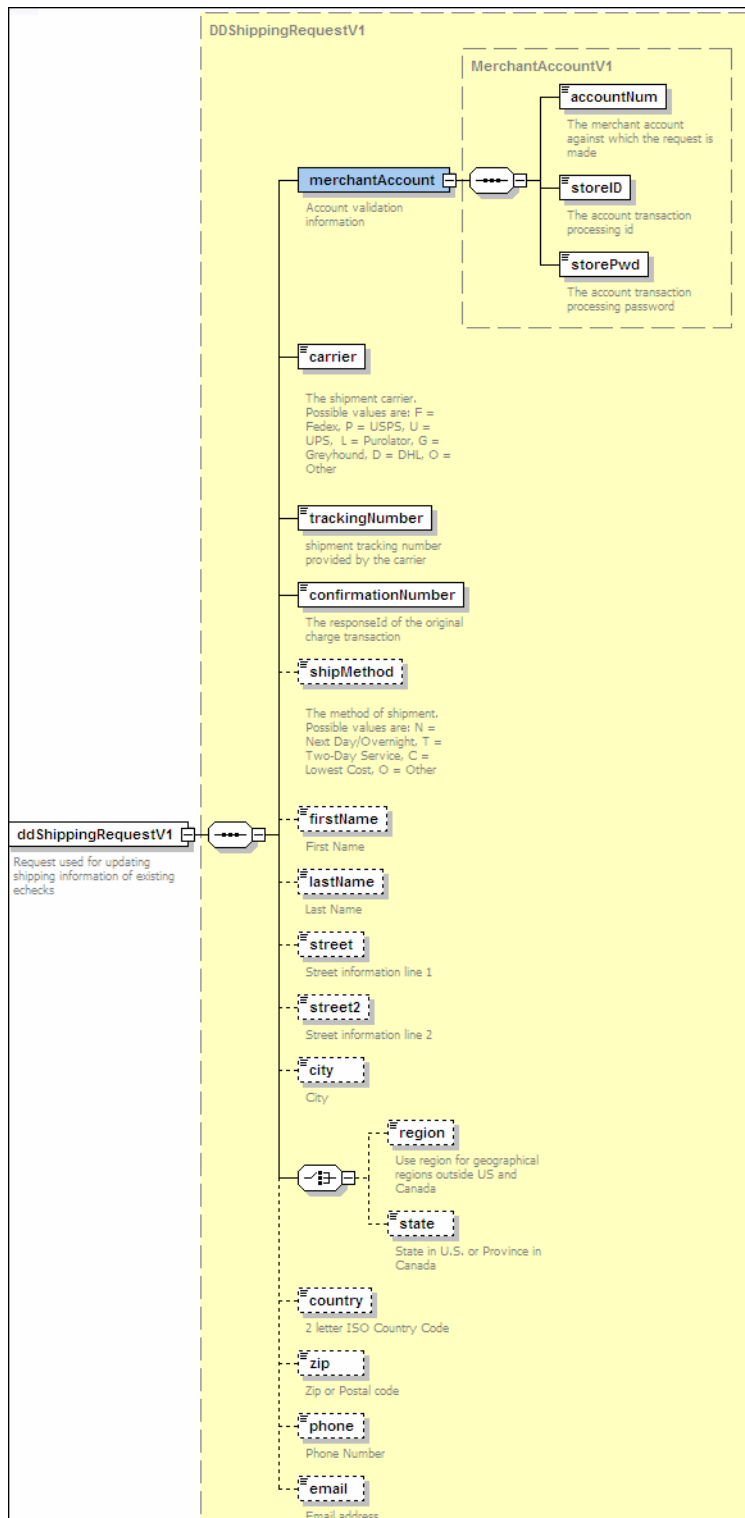 DDShippingRequestV1
MerchantAccountV1
accountNum
The merchant account
against which the request is
made
merchantAccount
Account validation
information
storeID
The account transaction
processing id
storePwd
The account transaction
processing password
carrier
The shipment carrier.
Possible values are: F =
Fedex, P = USPS, U =
UPS, L = Purolator, G =
Greyhound, D = DHL, O =
Other
trackingNumber
shipment tracking number
provided by the carrier
confirmationNumber
The responseId of the original
charge transaction
shipMethod
The method of shipment.
Possible values are: N =
Next Day/Overnight, T =
Two-Day Service, C =
Lowest Cost, O = Other
ddShippingRequestV1
Request used for updating
shipping information of existing
echecks
firstName
First Name
lastName
Last Name
street
Street information line 1
street2
Street information line 2
city
City
region
Use region for geographical
regions outside US and
Canada
state
State in U.S. or Province in
Canada
country
2 letter ISO Country Code
zip
Zip or Postal code
phone
Phone Number
email
Email address